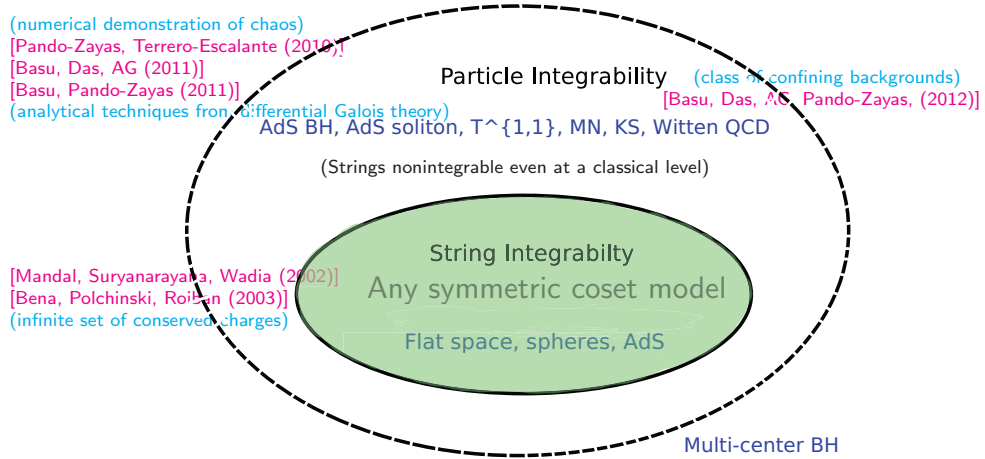 (numerical demonstration of chaos)
[Pando-Zayas, Terrero-Escalante (2010)]
[Basu, Das, AG (2011)]
[Basu, Pando-Zayas (2011)]
(analytical techniques from differential Galois theory)
Particle Integrability
(class of confining backgrounds)
[Basu, Das, AG, Pando-Zayas, (2012)]
AdS BH, AdS soliton, T^{1,1}, MN, KS, Witten QCD
(Strings nonintegrable even at a classical level)
String Integrabilty
Any symmetric coset model
Flat space, spheres, AdS
[Mandal, Suryanarayana, Wadia (2002)]
[Bena, Polchinski, Roiban (2003)]
(infinite set of conserved charges)
Multi-center BH